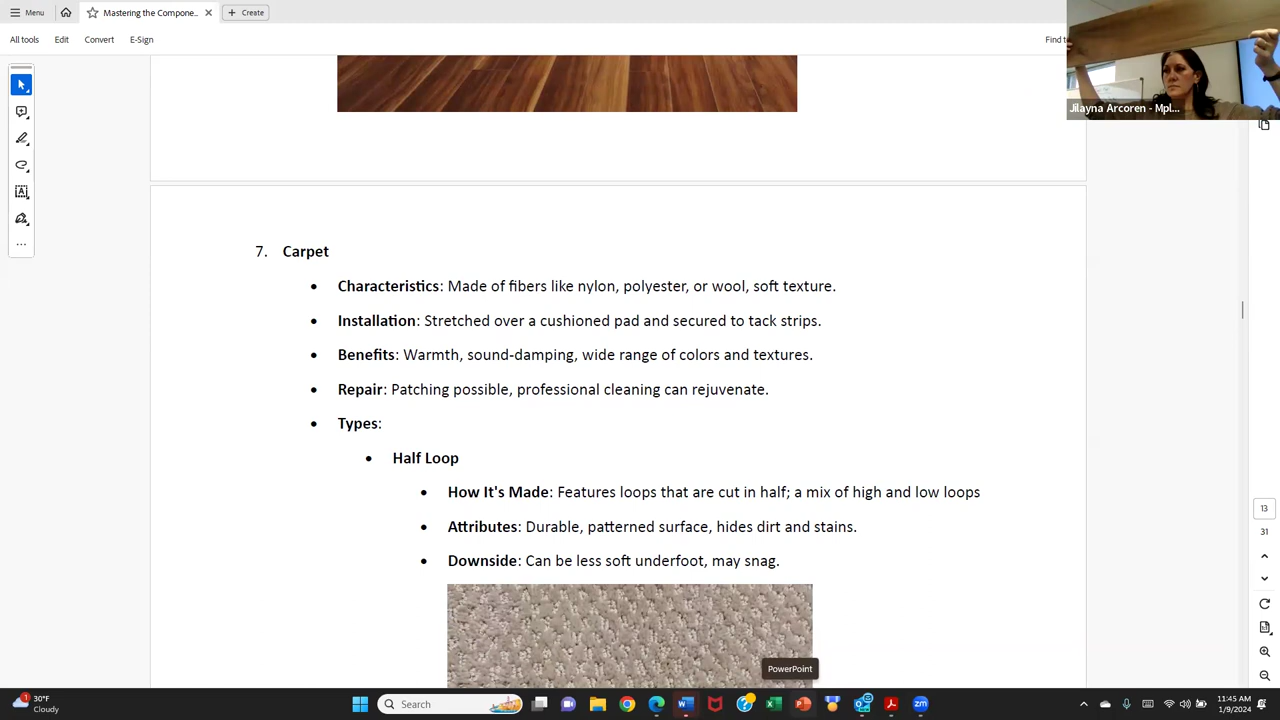 Menu
Mastering the Compone...
Create
All tools
Edit
Convert
E-Sign
Find te
Jilayna Arcoren - Mpl...
7. Carpet
• Characteristics: Made of fibers like nylon, polyester, or wool, soft texture.
• Installation: Stretched over a cushioned pad and secured to tack strips.
• Benefits: Warmth, sound-damping, wide range of colors and textures.
• Repair: Patching possible, professional cleaning can rejuvenate.
• Types:
• Half Loop
• How It's Made: Features loops that are cut in half; a mix of high and low loops
• Attributes: Durable, patterned surface, hides dirt and stains.
• Downside: Can be less soft underfoot, may snag.
13
31
PowerPoint
1
30°F
Cloudy
Search
zm
11:45 AM
1/9/2024